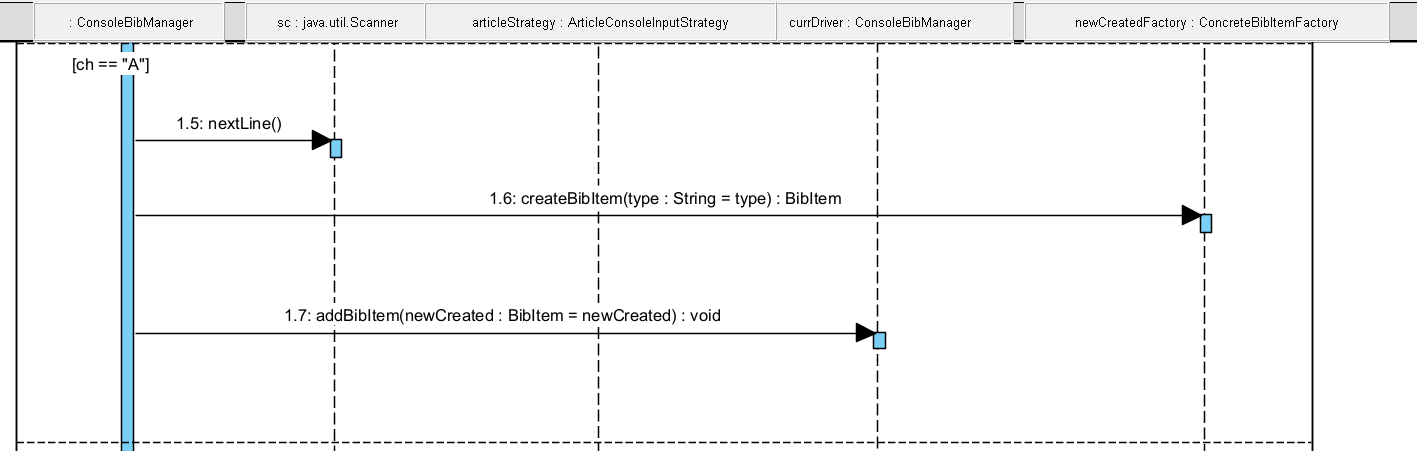 : ConsoleBibManager
sc : java.util.Scanner
articleStrategy : ArticleConsoleInputStrategy
currDriver : ConsoleBibManager
newCreatedFactory : ConcreteBibItemFactory
[ch == "A"]
1.5: nextLine()
1.6: createBibItem(type : String = type) : BibItem
1.7: addBibItem(newCreated : BibItem = newCreated) : void